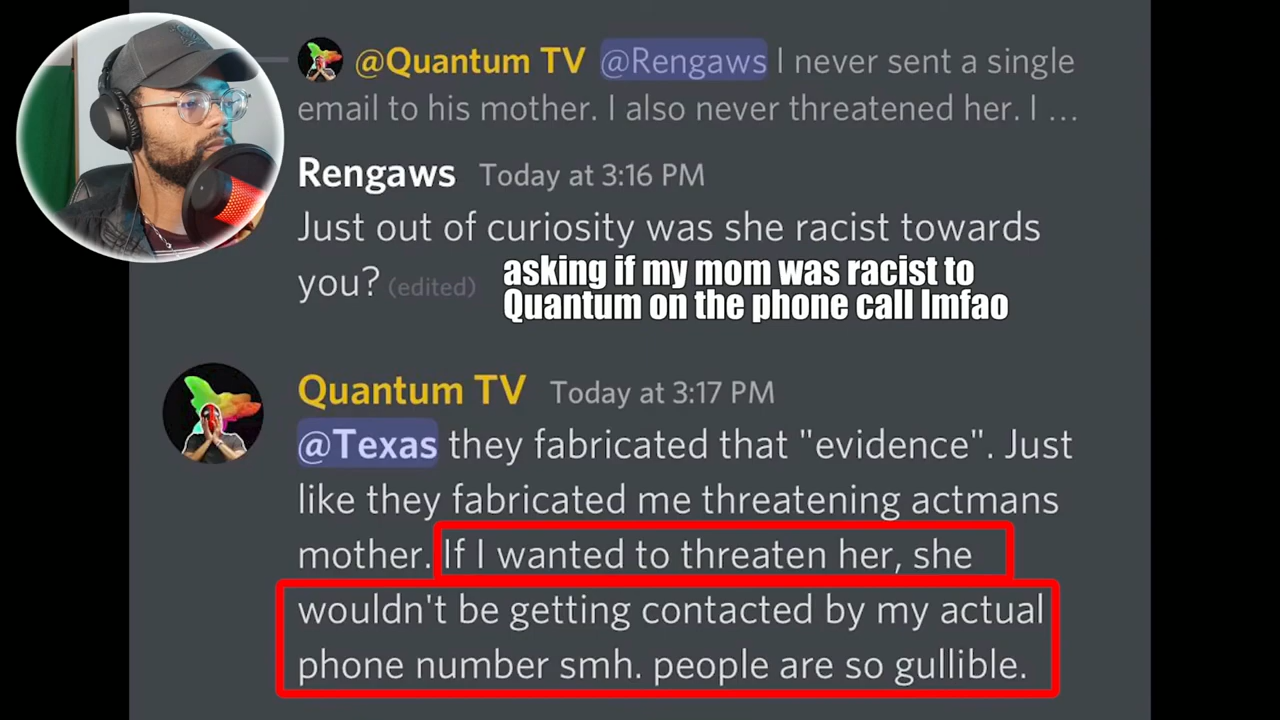 @Quantum TV @Rengaws I never sent a single
email to his mother. I also never threatened her. I ...
Rengaws Today at 3:16 PM
Just out of curiosity was she racist towards
you? (edited)
asking if my mom was racist to
Quantum on the phone call lmfao
Quantum TV Today at 3:17 PM
@Texas they fabricated that "evidence". Just
like they fabricated me threatening actmans
mother. If I wanted to threaten her, she
wouldn't be getting contacted by my actual
phone number smh. people are so gullible.